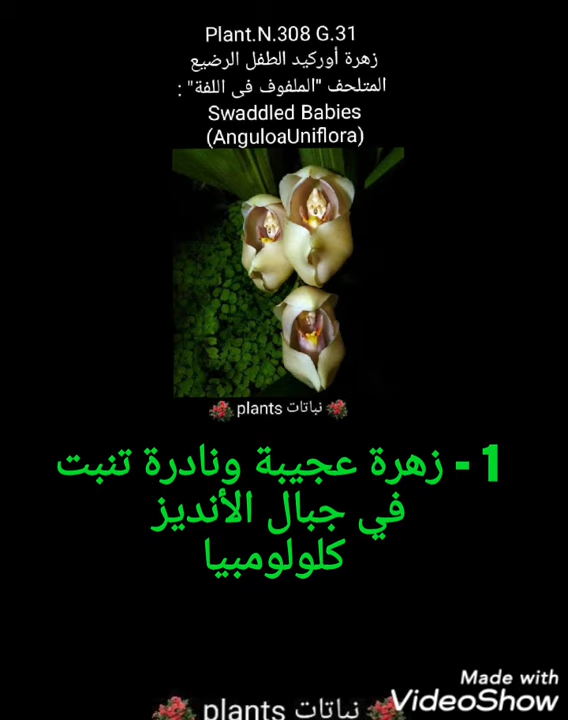 Plant.N.308 G.31
زهرة أوركيد الطفل الرضيع
المتلحف "الملفوف فى اللفة" :
Swaddled Babies
(AnguloaUniflora)
نباتات plants
1 - زهرة عجيبة ونادرة تنبت
في جبال الأنديز
كلولومبيا
Made with
VideoShow
نباتات plants